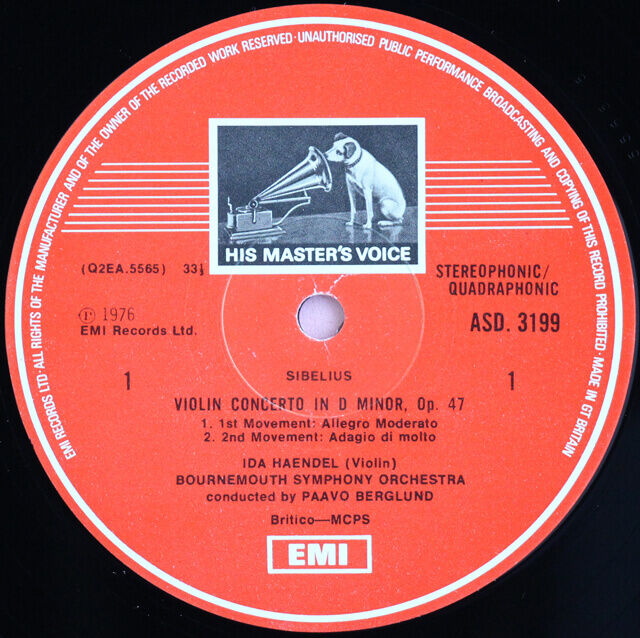 EMI RECORDS LTD · ALL RIGHTS OF THE MANUFACTURER AND OF THE OWNER OF THE RECORDED WORK RESERVED · UNAUTHORISED PUBLIC PERFORMANCE BROADCASTING AND COPYING OF THIS RECORD PROHIBITED · MADE IN GT BRITAIN
HIS MASTER'S VOICE
(Q2EA.5565) 33⅓
STEREOPHONIC/
QUADRAPHONIC
℗ 1976
EMI Records Ltd.
ASD. 3199
1
1
SIBELIUS
VIOLIN CONCERTO IN D MINOR, Op. 47
1. 1st Movement: Allegro Moderato
2. 2nd Movement: Adagio di molto
IDA HAENDEL (Violin)
BOURNEMOUTH SYMPHONY ORCHESTRA
conducted by PAAVO BERGLUND
Britico—MCPS
EMI